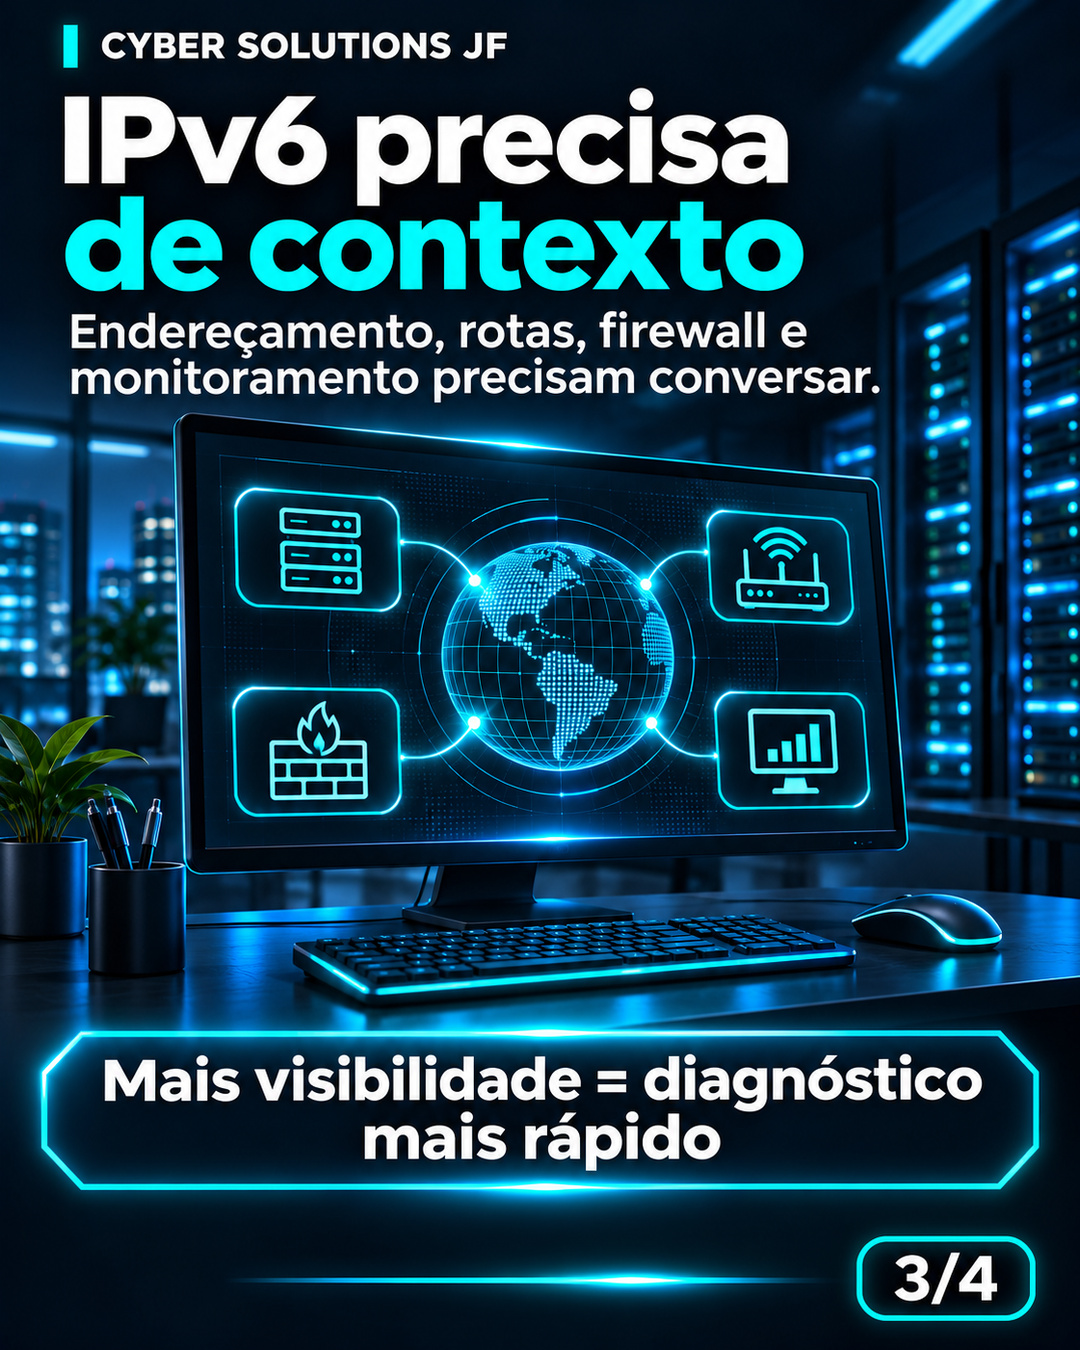 CYBER SOLUTIONS JF
IPv6 precisa
de contexto
Endereçamento, rotas, firewall e
monitoramento precisam conversar.
Mais visibilidade = diagnóstico
mais rápido
3/4